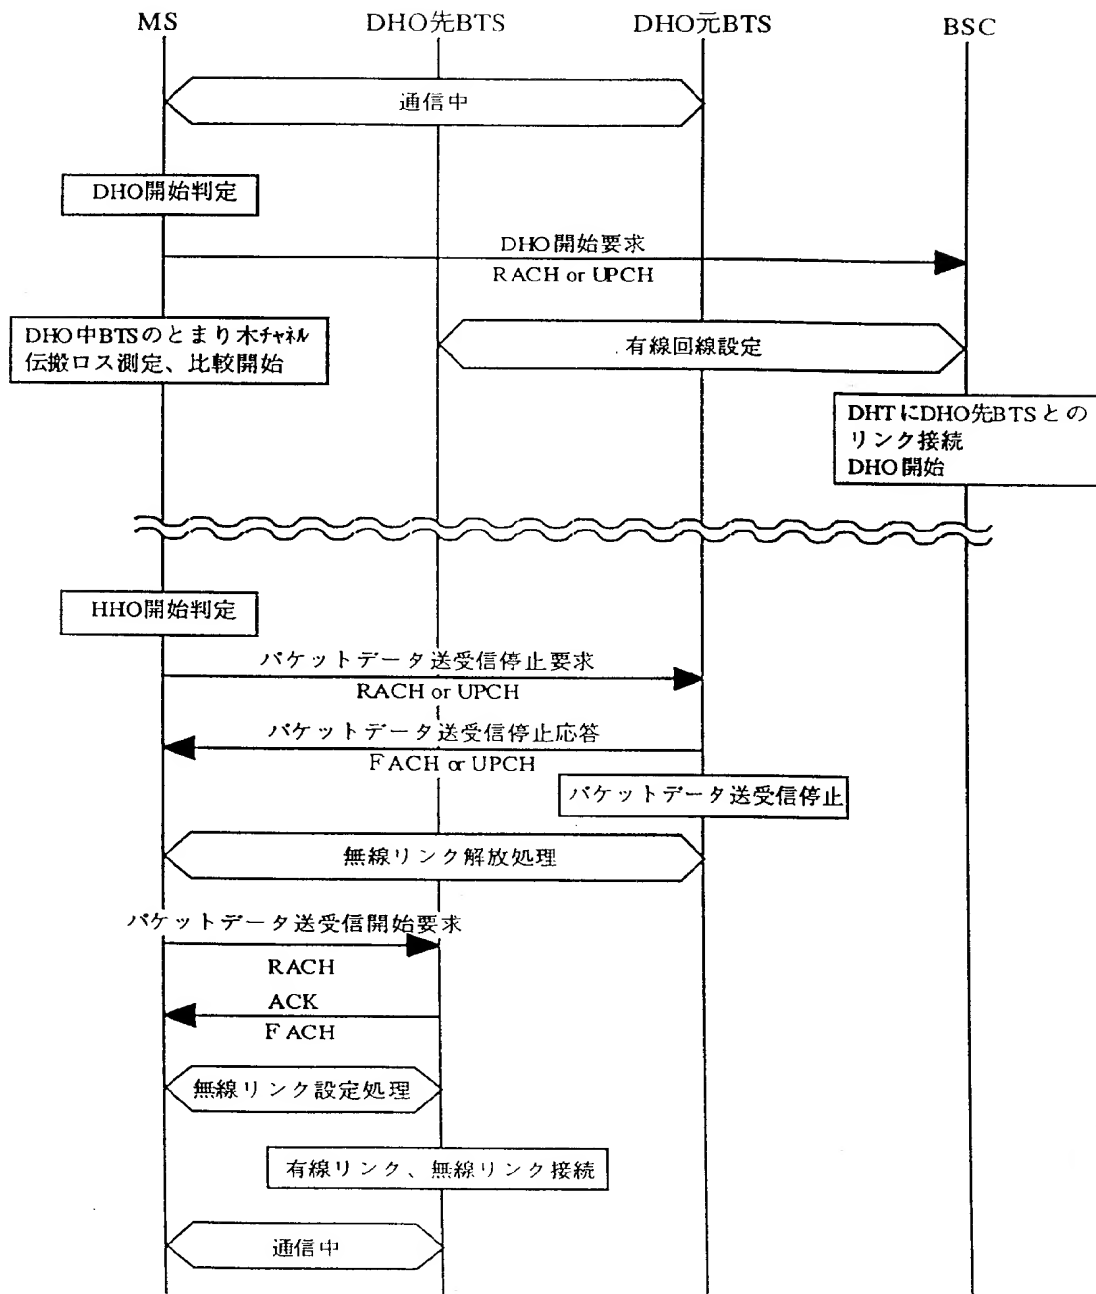 MS
DHO先BTS
DHO元BTS
BSC
通信中
DHO開始判定
DHO開始要求
RACH or UPCH
DHO中BTSのとまり木チャネル
伝搬ロス測定、比較開始
有線回線設定
DHTにDHO先BTSとの
リンク接続
DHO開始
HHO開始判定
パケットデータ送受信停止要求
RACH or UPCH
パケットデータ送受信停止応答
FACH or UPCH
パケットデータ送受信停止
無線リンク解放処理
パケットデータ送受信開始要求
RACH
ACK
FACH
無線リンク設定処理
有線リンク、無線リンク接続
通信中